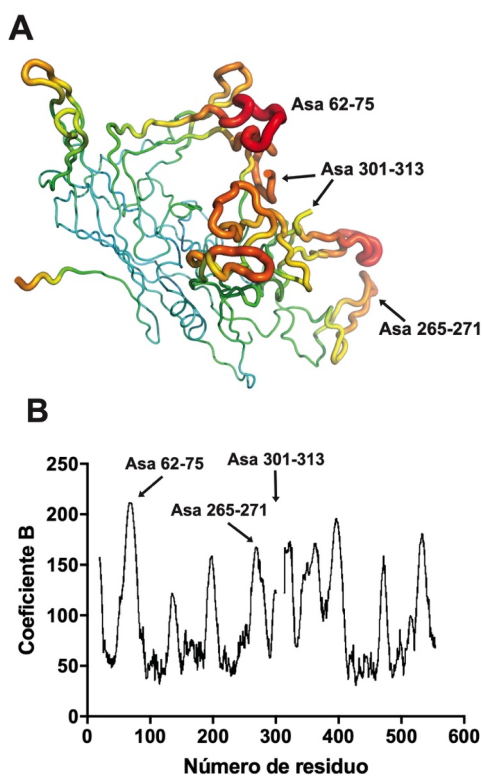 A
Asa 62-75
Asa 301-313
Asa 265-271
B
Asa 301-313
Asa 62-75
Asa 265-271
250
200
150
100
50
0
Coeficiente B
0 100 200 300 400 500 600
Número de residuo